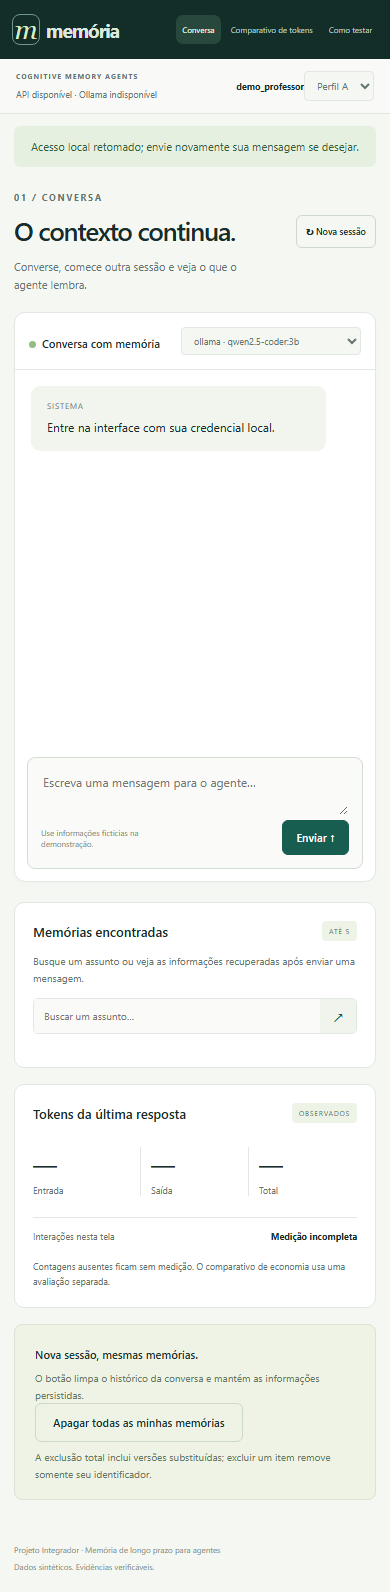 m memória
Conversa
Comparativo de tokens
Como testar
COGNITIVE MEMORY AGENTS
API disponível · Ollama indisponível
demo_professor
Perfil A
Acesso local retomado; envie novamente sua mensagem se desejar.
01 / CONVERSA
O contexto continua.
↻ Nova sessão
Converse, comece outra sessão e veja o que o
agente lembra.
Conversa com memória
ollama · qwen2.5-coder:3b
SISTEMA
Entre na interface com sua credencial local.
Escreva uma mensagem para o agente...
Use informações fictícias na
demonstração.
Enviar ↑
Memórias encontradas
ATÉ 5
Busque um assunto ou veja as informações recuperadas após enviar uma
mensagem.
Buscar um assunto...
↗
Tokens da última resposta
OBSERVADOS
— — —
Entrada
Saída
Total
Interações nesta tela
Medição incompleta
Contagens ausentes ficam sem medição. O comparativo de economia usa uma
avaliação separada.
Nova sessão, mesmas memórias.
O botão limpa o histórico da conversa e mantém as informações
persistidas.
Apagar todas as minhas memórias
A exclusão total inclui versões substituídas; excluir um item remove
somente seu identificador.
Projeto Integrador · Memória de longo prazo para agentes
Dados sintéticos. Evidências verificáveis.